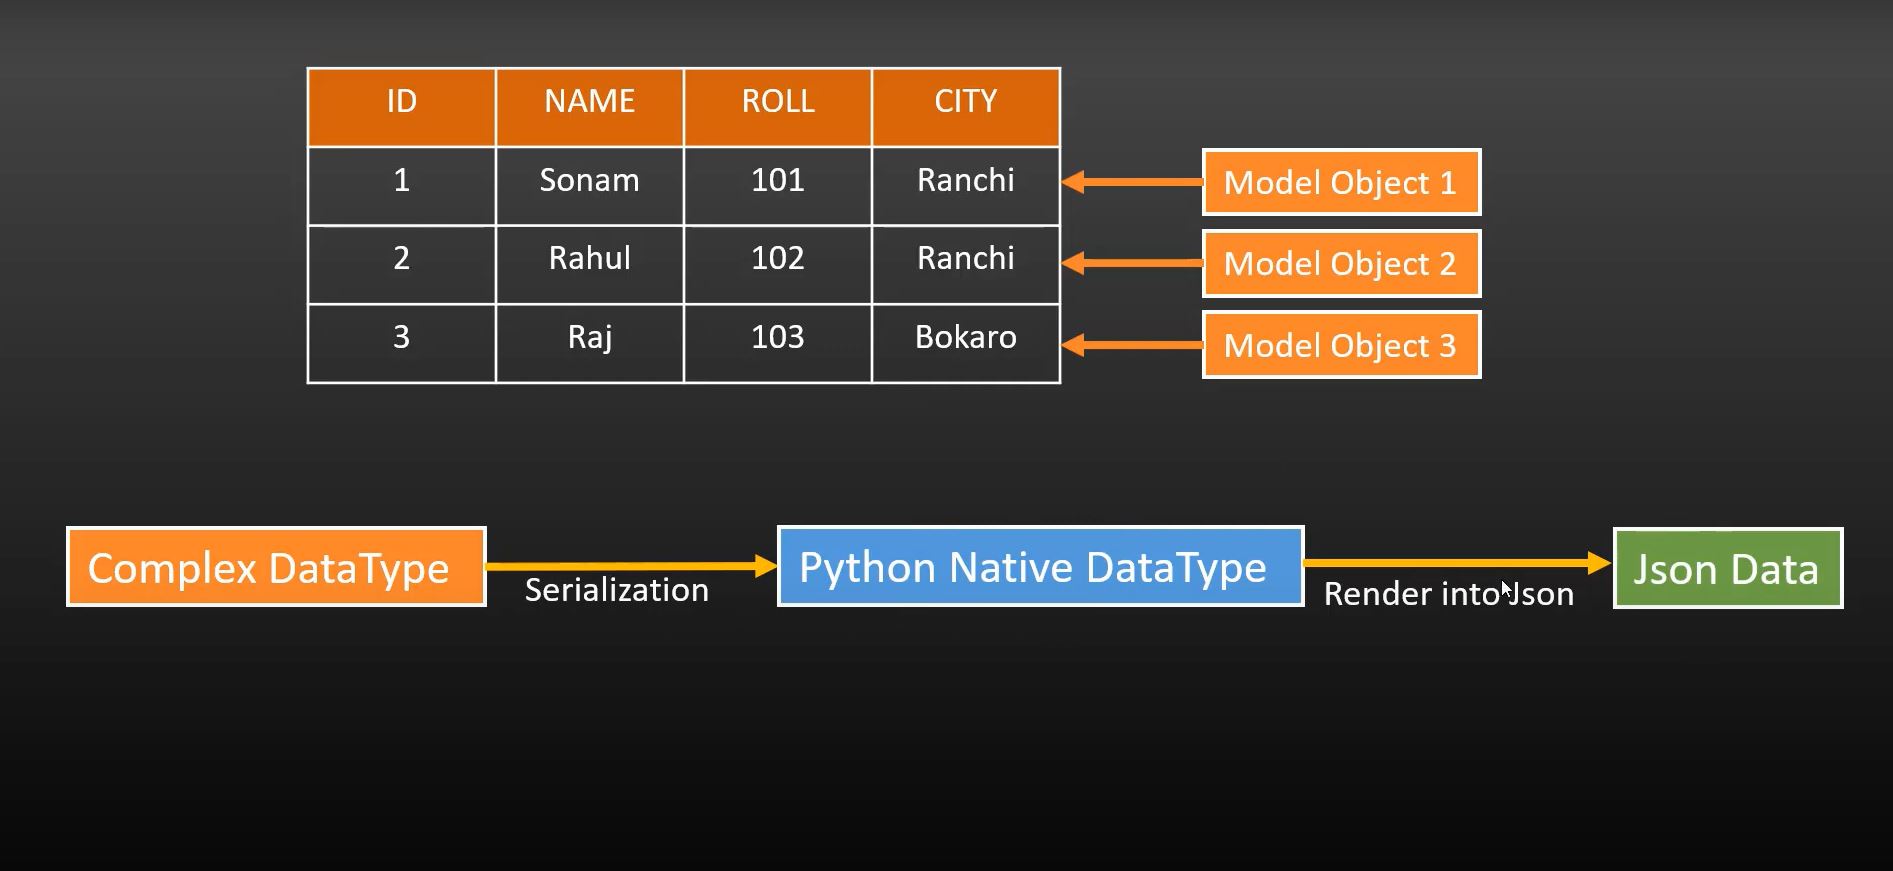 ID NAME ROLL CITY
1 Sonam 101 Ranchi
Model Object 1
2 Rahul 102 Ranchi
Model Object 2
3 Raj 103 Bokaro
Model Object 3
Complex DataType
Serialization
Python Native DataType
Render into Json
Json Data